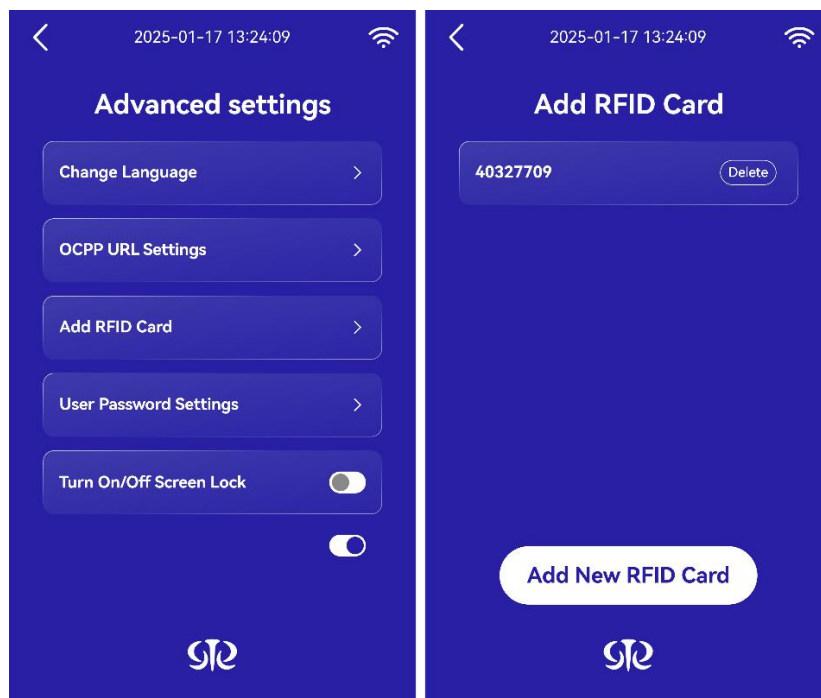 2025-01-17 13:24:09
Advanced settings
Change Language
OCPP URL Settings
Add RFID Card
User Password Settings
Turn On/Off Screen Lock
2025-01-17 13:24:09
Add RFID Card
40327709 Delete
Add New RFID Card